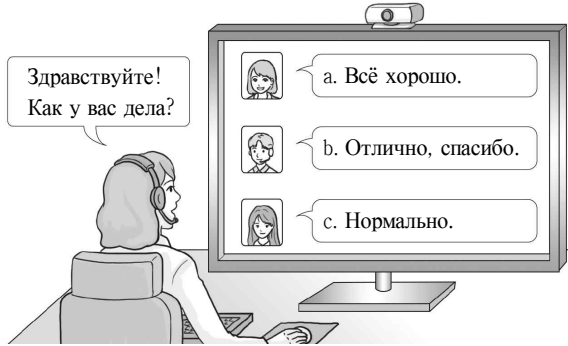 Здравствуйте!
Как у вас дела?
a. Всё хорошо.
b. Отлично, спасибо.
c. Нормально.